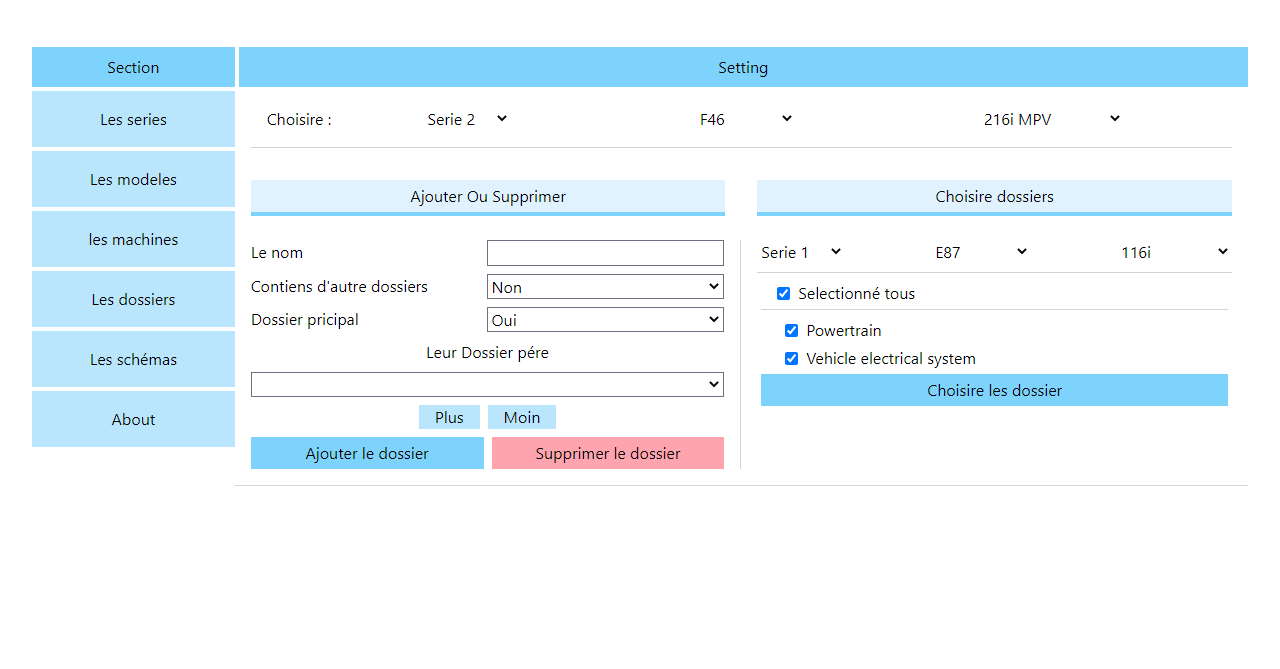 Section
Setting
Les series
Choisire :
Serie 2
F46
216i MPV
Les modeles
les machines
Les dossiers
Les schémas
About
Ajouter Ou Supprimer
Le nom
Contiens d'autre dossiers
Non
Dossier pricipal
Oui
Leur Dossier pére
Plus
Moin
Ajouter le dossier
Supprimer le dossier
Choisire dossiers
Serie 1
E87
116i
Selectionné tous
Powertrain
Vehicle electrical system
Choisire les dossier